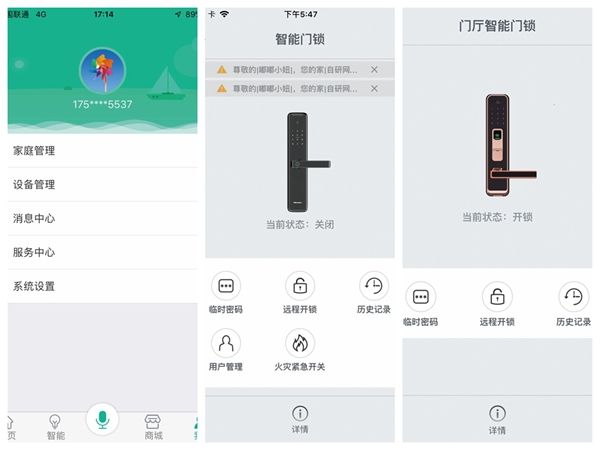 国联通 4G
17:14
89%
175****5537
家庭管理
设备管理
消息中心
服务中心
系统设置
页
智能
商城
卡
下午5:47
智能门锁
尊敬的|嘟嘟小妞|，您的家|自研网...
尊敬的|嘟嘟小妞|，您的家|自研网...
当前状态：关闭
临时密码
远程开锁
历史记录
用户管理
火灾紧急开关
详情
门厅智能门锁
当前状态：开锁
临时密码
远程开锁
历史记录
详情